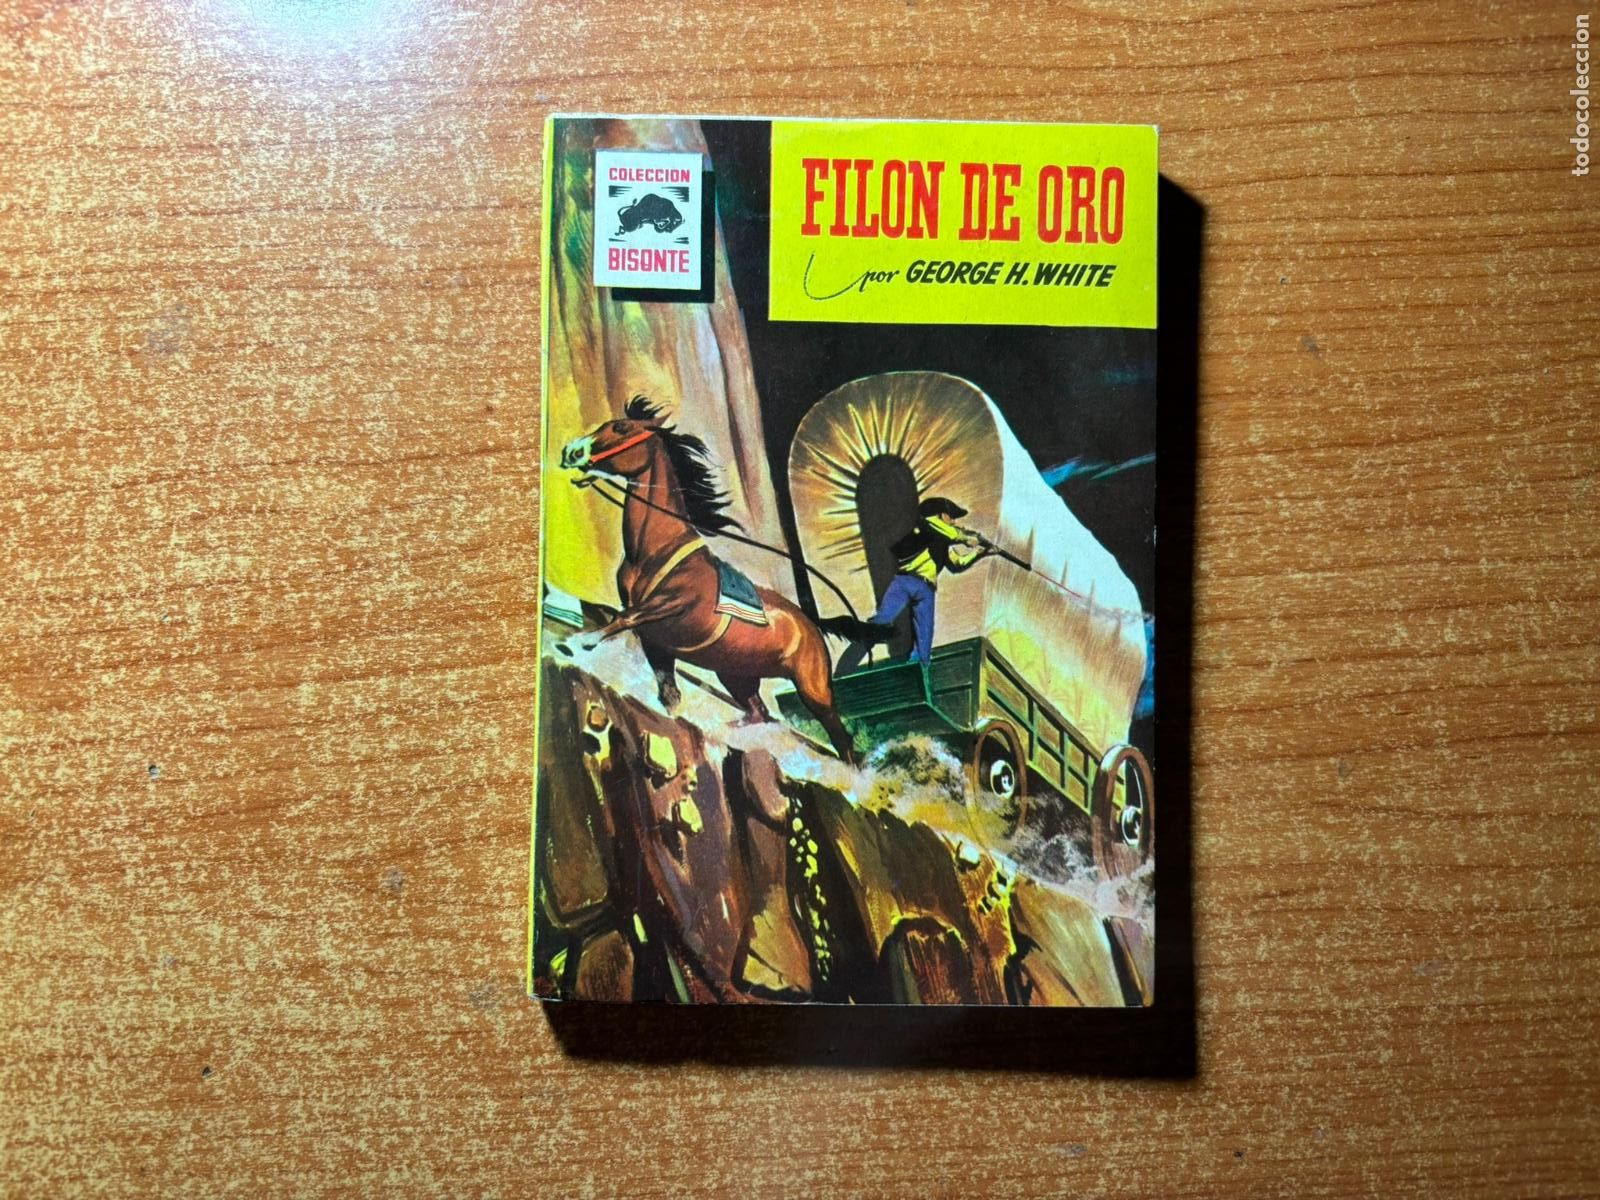 COLECCION
BISONTE
FILON DE ORO
por GEORGE H. WHITE
todocoleccion